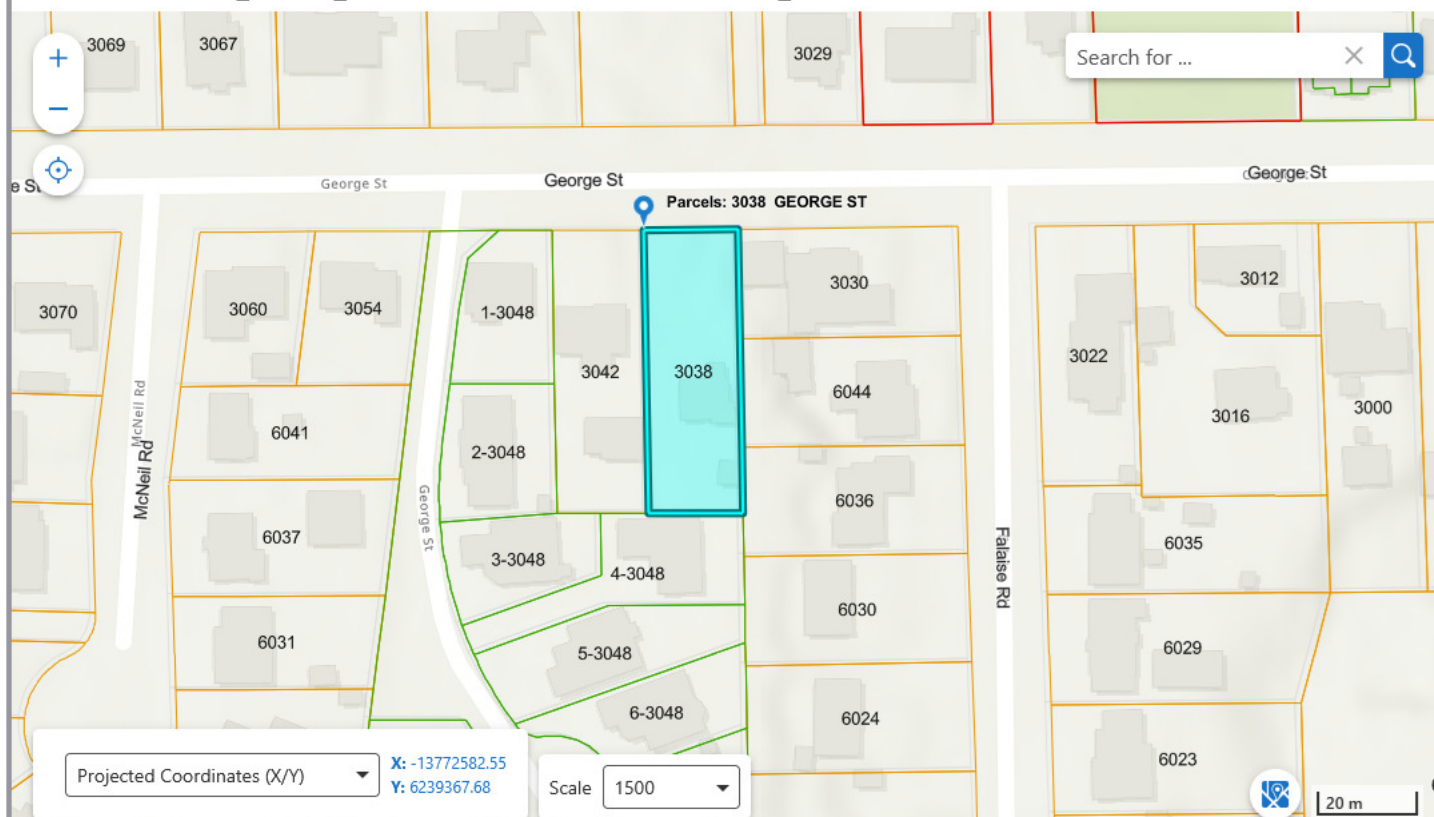 3069
3067
3029
+
Search for ...
−
e St
George St
George St
George St
Parcels: 3038 GEORGE ST
3070
3060
3054
1-3048
3042
3038
3030
3012
3022
6044
3016
3000
McNeil Rd
McNeil Rd
6041
2-3048
George St
6036
6037
3-3048
4-3048
Falaise Rd
6035
6030
6031
5-3048
6029
6-3048
6024
6023
Projected Coordinates (X/Y)
X: -13772582.55
Y: 6239367.68
Scale
1500
20 m